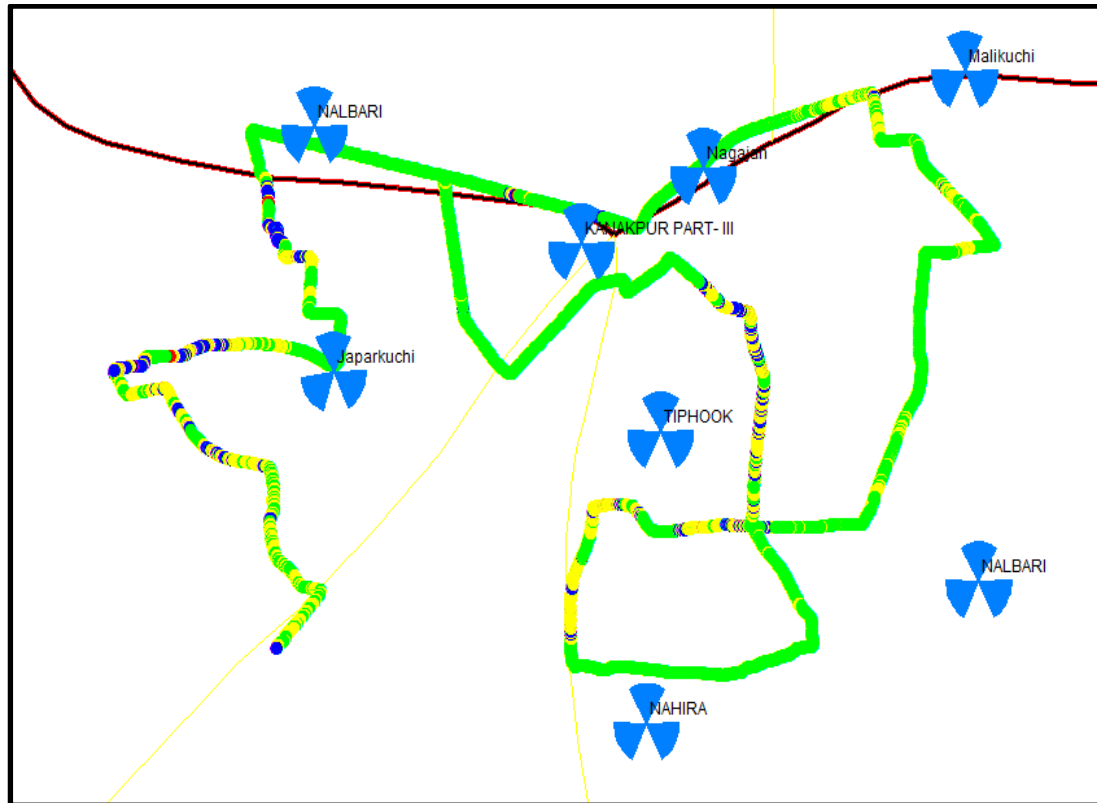 Malikuchi
NALBARI
Nagajan
KANAKPUR PART- III
Japarkuchi
TIPHOOK
NALBARI
NAHIRA